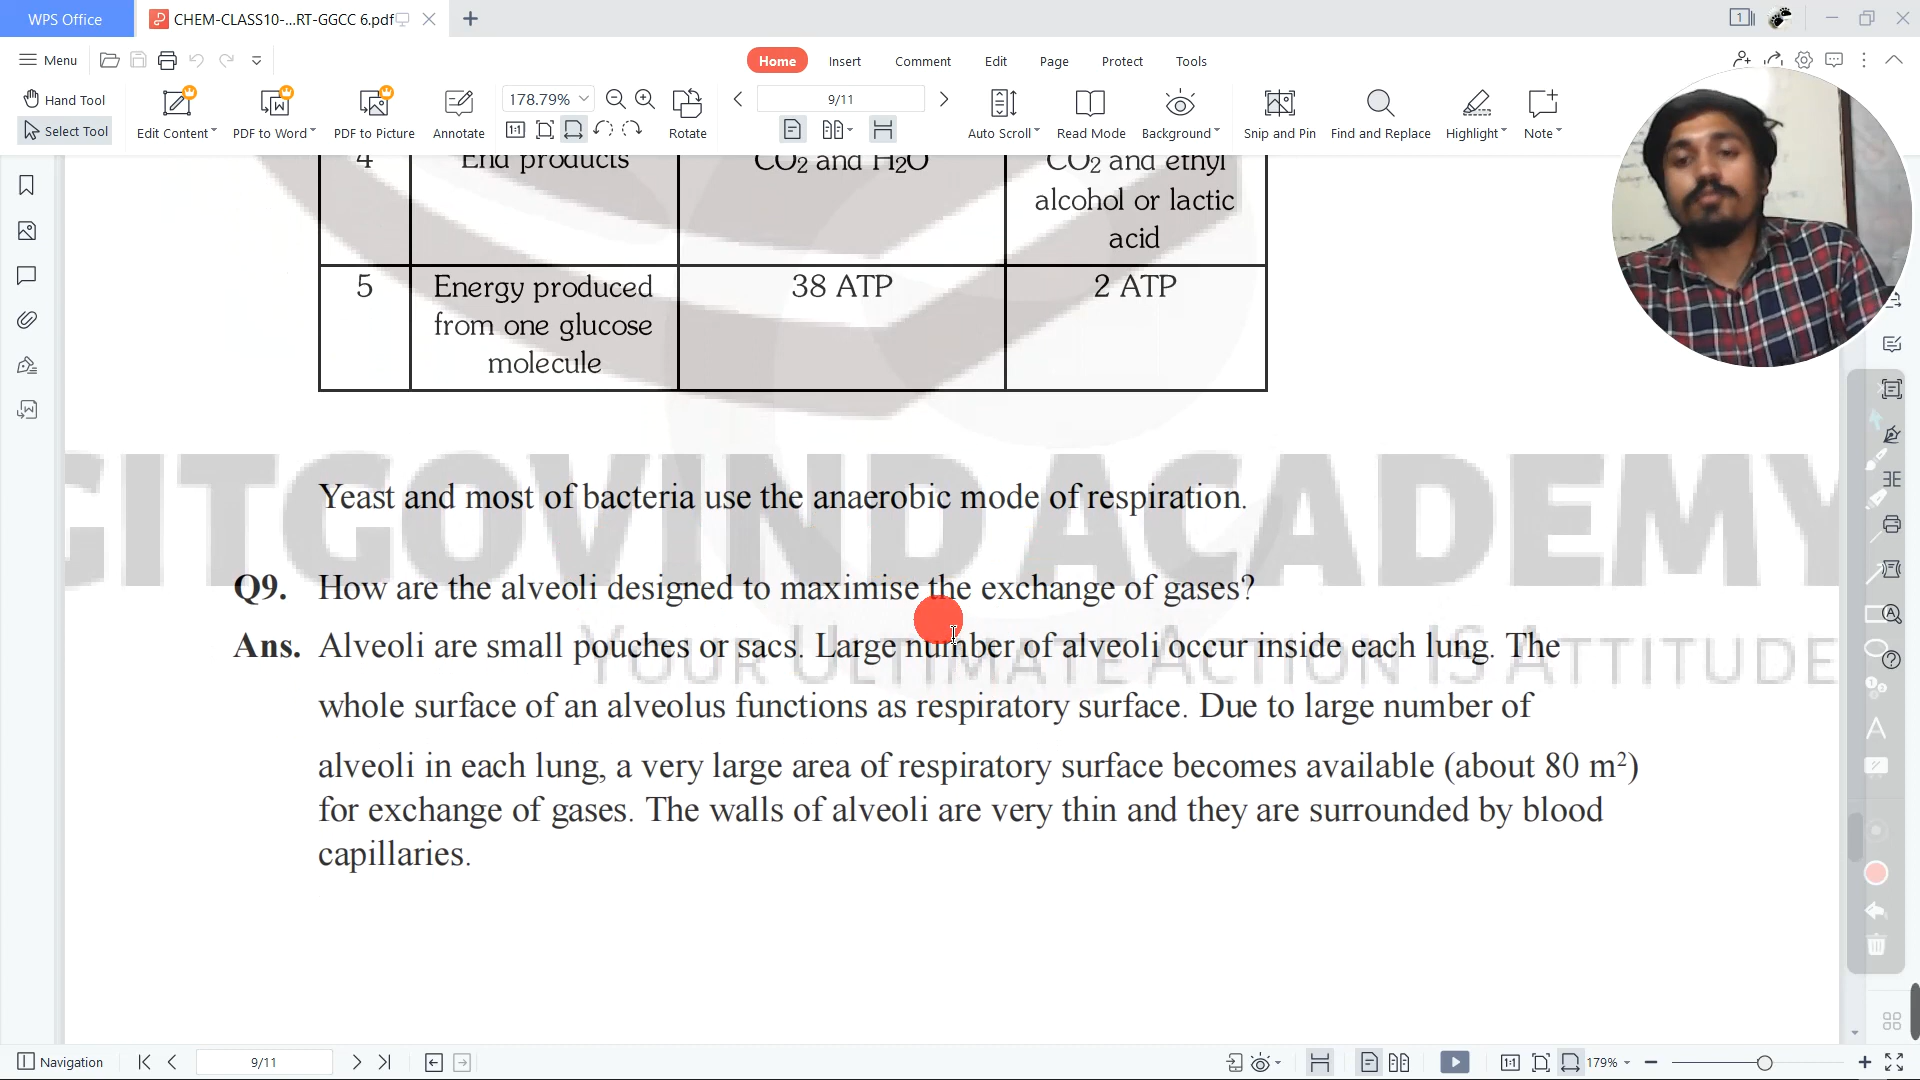 WPS Office
CHEM-CLASS10-...RT-GGCC 6.pdf
1
Menu
Home Insert Comment Edit Page Protect Tools
Hand Tool
Select Tool
Edit Content
PDF to Word
PDF to Picture
Annotate
178.79%
1:1
Rotate
9/11
Auto Scroll
Read Mode
Background
Snip and Pin
Find and Replace
Highlight
Note
4 End products CO2 and H2O CO2 and ethyl
alcohol or lactic
acid
5 Energy produced 38 ATP 2 ATP
from one glucose
molecule
GITGOVIND ACADEMY
Yeast and most of bacteria use the anaerobic mode of respiration.
Q9. How are the alveoli designed to maximise the exchange of gases?
YOUR ULTIMATE ACTION IS ATTITUDE
Ans. Alveoli are small pouches or sacs. Large number of alveoli occur inside each lung. The
whole surface of an alveolus functions as respiratory surface. Due to large number of
alveoli in each lung, a very large area of respiratory surface becomes available (about 80 m²)
for exchange of gases. The walls of alveoli are very thin and they are surrounded by blood
capillaries.
Navigation
9/11
1:1
179%